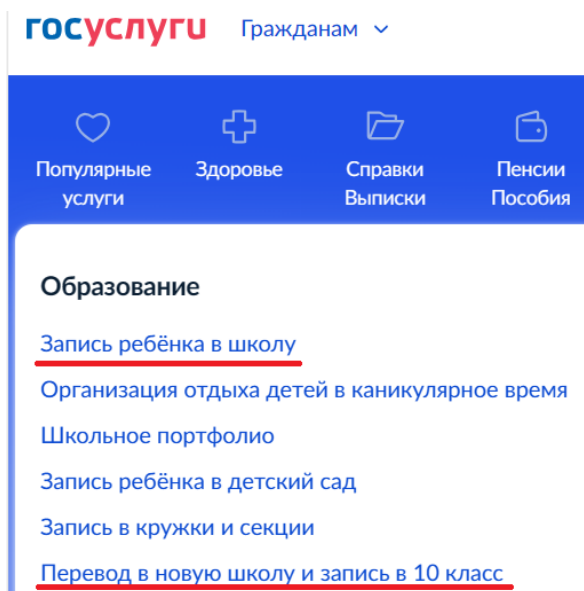 госуслуги Гражданам
Популярные услуги Здоровье Справки Выписки Пенсии Пособия
Образование
Запись ребёнка в школу
Организация отдыха детей в каникулярное время
Школьное портфолио
Запись ребёнка в детский сад
Запись в кружки и секции
Перевод в новую школу и запись в 10 класс